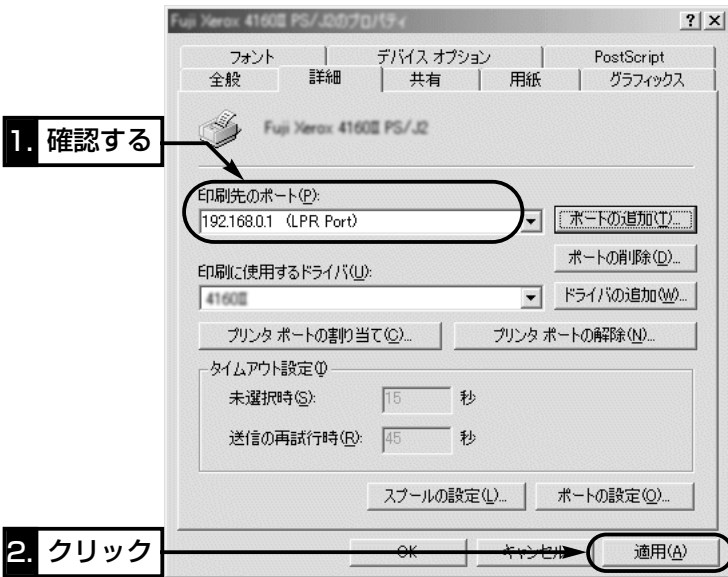 Fuji Xerox 4160Ⅱ PS/J2のプロパティ
? ×
フォント デバイス オプション PostScript
全般 詳細 共有 用紙 グラフィックス
Fuji Xerox 4160Ⅱ PS/J2
1. 確認する
印刷先のポート(P):
192.168.0.1 (LPR Port) ポートの追加(T)...
ポートの削除(D)...
印刷に使用するドライバ(U):
4160Ⅱ ドライバの追加(W)...
プリンタ ポートの割り当て(C)... プリンタ ポートの解除(N)...
タイムアウト設定(I)
未選択時(S): 15 秒
送信の再試行時(R): 45 秒
スプールの設定(L)... ポートの設定(O)...
2. クリック
OK キャンセル 適用(A)